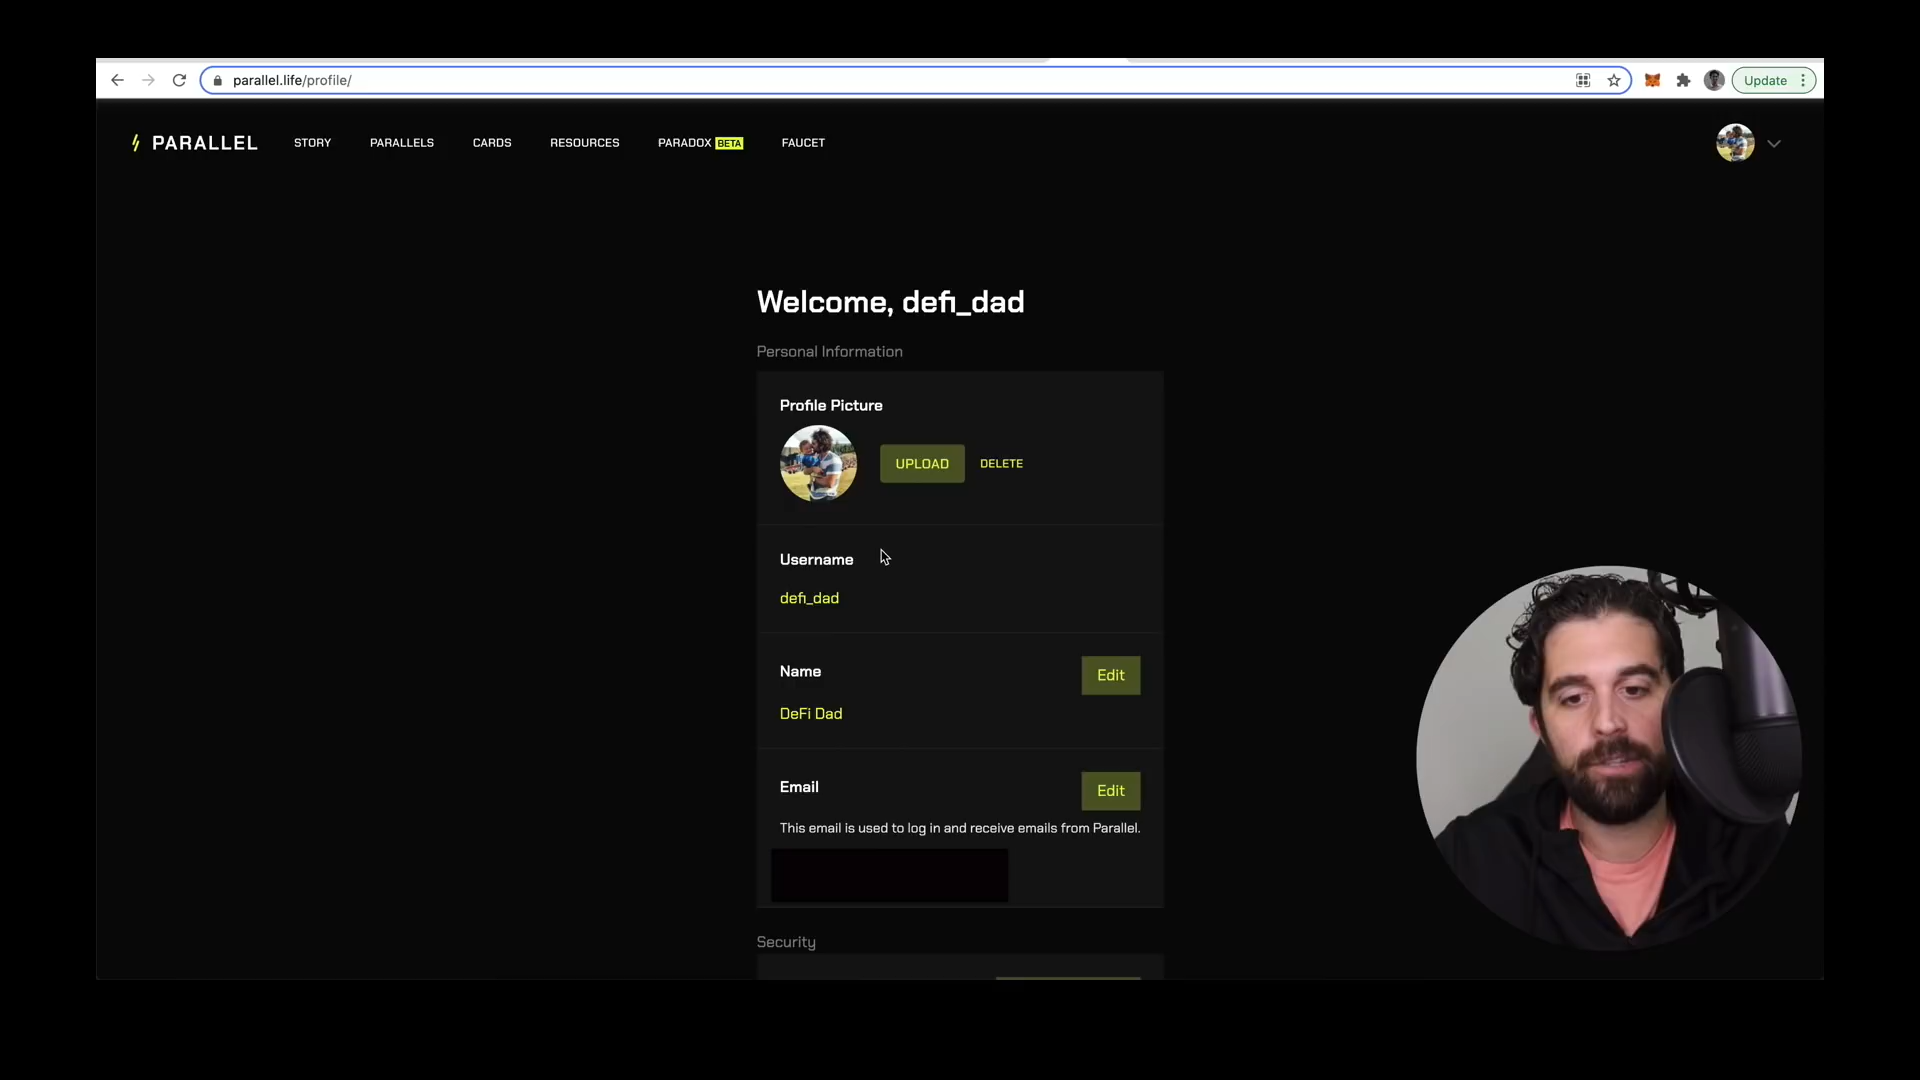 parallel.life/profile/
Update
PARALLEL
STORY
PARALLELS
CARDS
RESOURCES
PARADOX BETA
FAUCET
Welcome, defi_dad
Personal Information
Profile Picture
UPLOAD
DELETE
Username
defi_dad
Name
Edit
DeFi Dad
Email
Edit
This email is used to log in and receive emails from Parallel.
Security